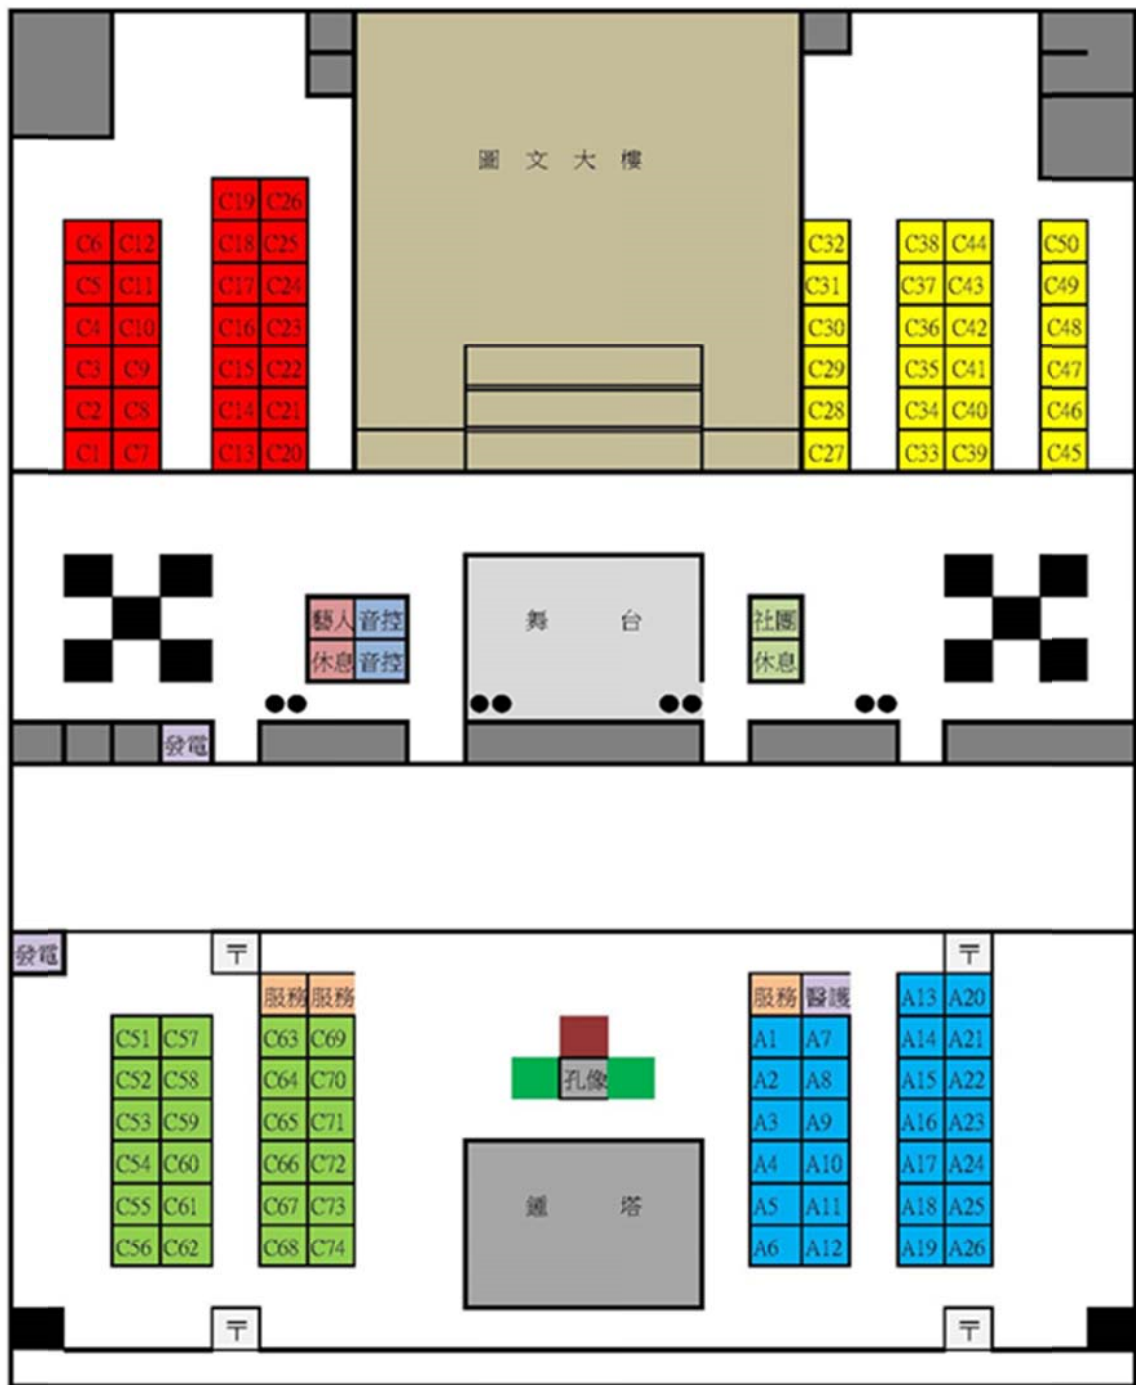 圖文大樓
C19 C26
C6 C12 C18 C25 C32 C38 C44 C50
C5 C11 C17 C24 C31 C37 C43 C49
C4 C10 C16 C23 C30 C36 C42 C48
C3 C9 C15 C22 C29 C35 C41 C47
C2 C8 C14 C21 C28 C34 C40 C46
C1 C7 C13 C20 C27 C33 C39 C45
藝人 音控 舞台 社團
休息 音控 休息
發電
發電 〒 〒
服務 服務 服務 醫護 A13 A20
C51 C57 C63 C69 A1 A7 A14 A21
C52 C58 C64 C70 孔像 A2 A8 A15 A22
C53 C59 C65 C71 A3 A9 A16 A23
C54 C60 C66 C72 A4 A10 A17 A24
C55 C61 C67 C73 鍾塔 A5 A11 A18 A25
C56 C62 C68 C74 A6 A12 A19 A26
〒 〒